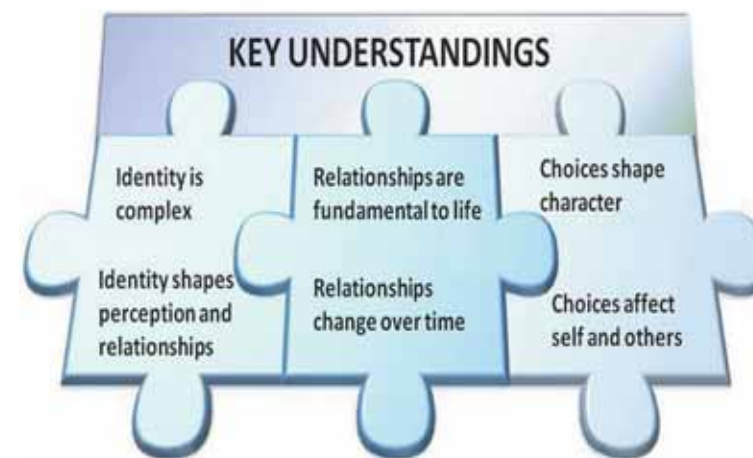 KEY UNDERSTANDINGS
Identity is
complex
Identity shapes
perception and
relationships
Relationships are
fundamental to life
Relationships
change over time
Choices shape
character
Choices affect
self and others